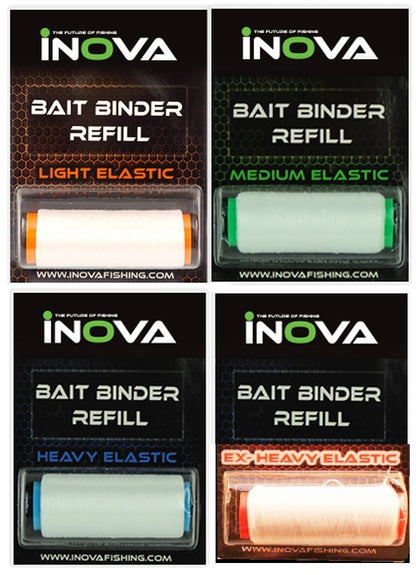 THE FUTURE OF FISHING
iNOVA
BAIT BINDER
REFILL
LIGHT ELASTIC
WWW.INOVAFISHING.COM
THE FUTURE OF FISHING
iNOVA
BAIT BINDER
REFILL
MEDIUM ELASTIC
WWW.INOVAFISHING.COM
THE FUTURE OF FISHING
iNOVA
BAIT BINDER
REFILL
HEAVY ELASTIC
WWW.INOVAFISHING.COM
THE FUTURE OF FISHING
iNOVA
BAIT BINDER
REFILL
EX- HEAVY ELASTIC
WWW.INOVAFISHING.COM